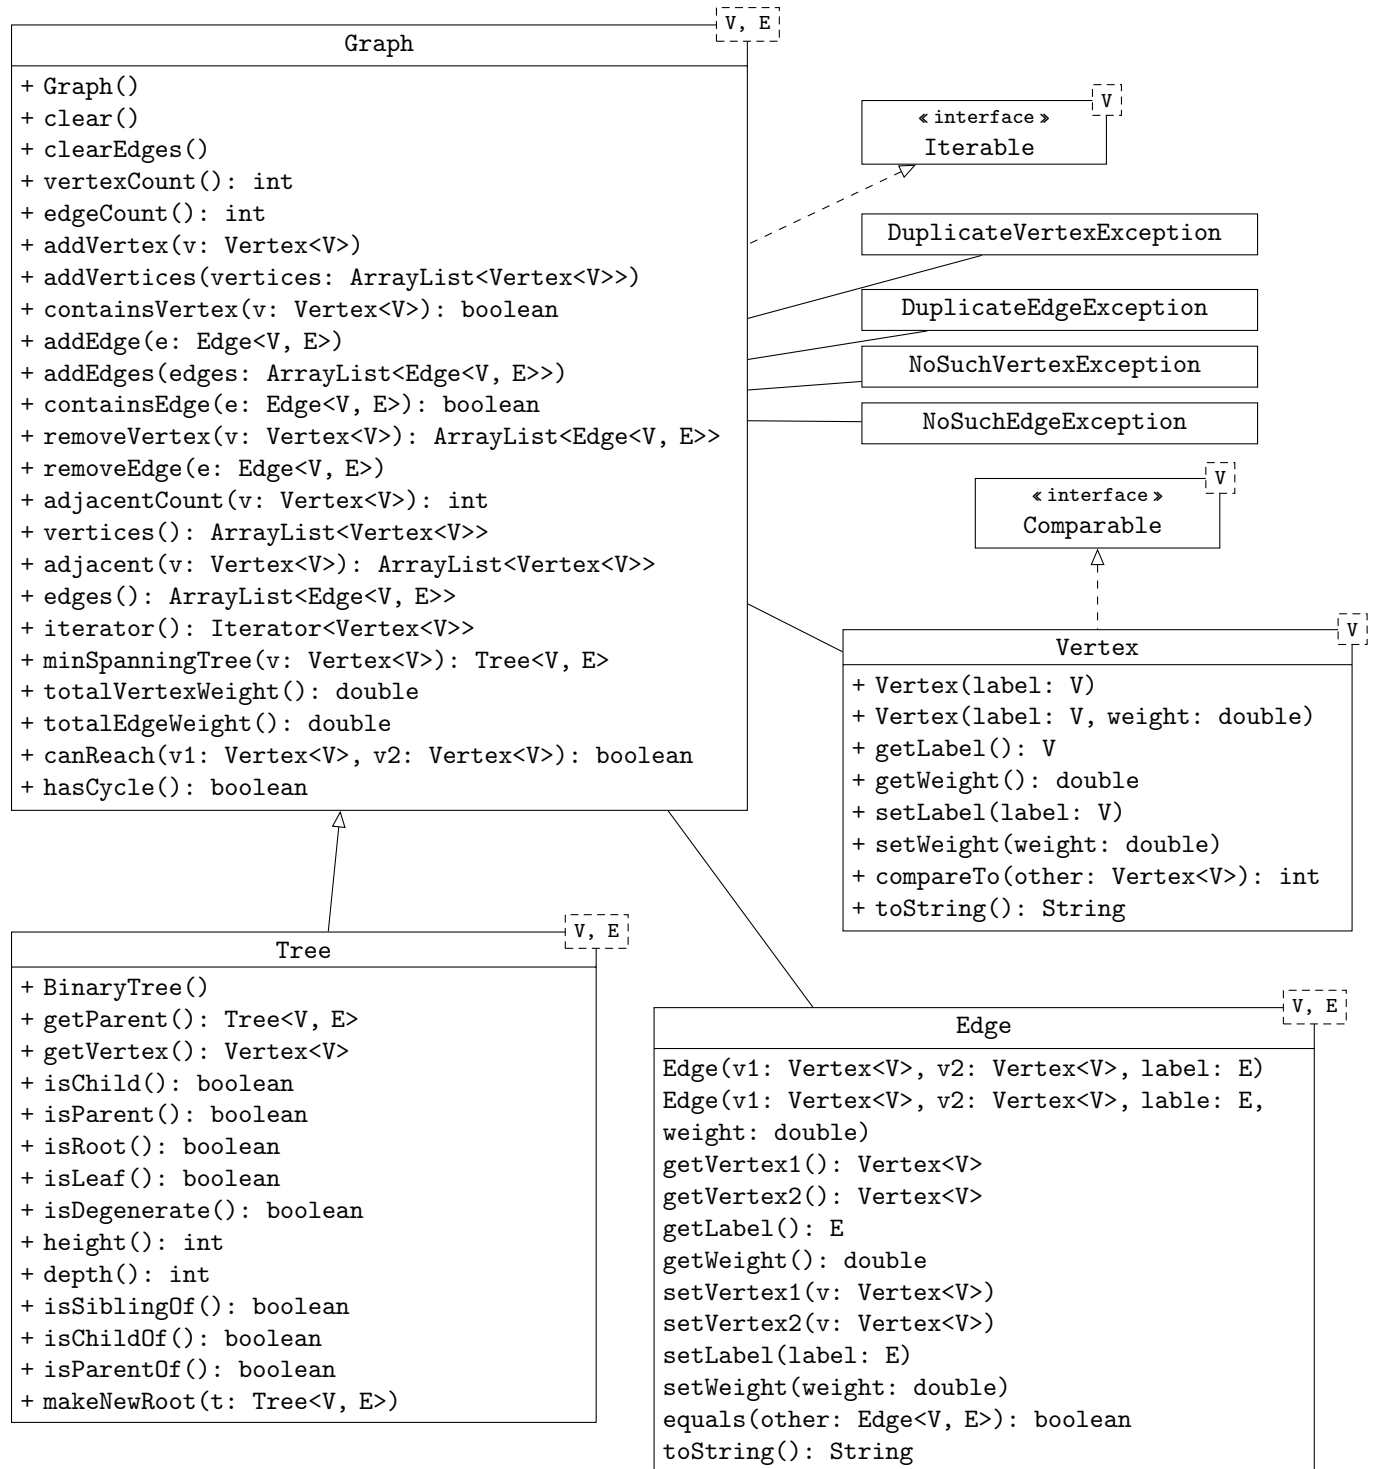 V, E
Graph
+ Graph()
+ clear()
+ clearEdges()
+ vertexCount(): int
+ edgeCount(): int
+ addVertex(v: Vertex<V>)
+ addVertices(vertices: ArrayList<Vertex<V>>)
+ containsVertex(v: Vertex<V>): boolean
+ addEdge(e: Edge<V, E>)
+ addEdges(edges: ArrayList<Edge<V, E>>)
+ containsEdge(e: Edge<V, E>): boolean
+ removeVertex(v: Vertex<V>): ArrayList<Edge<V, E>>
+ removeEdge(e: Edge<V, E>)
+ adjacentCount(v: Vertex<V>): int
+ vertices(): ArrayList<Vertex<V>>
+ adjacent(v: Vertex<V>): ArrayList<Vertex<V>>
+ edges(): ArrayList<Edge<V, E>>
+ iterator(): Iterator<Vertex<V>>
+ minSpanningTree(v: Vertex<V>): Tree<V, E>
+ totalVertexWeight(): double
+ totalEdgeWeight(): double
+ canReach(v1: Vertex<V>, v2: Vertex<V>): boolean
+ hasCycle(): boolean
V
« interface »
Iterable
DuplicateVertexException
DuplicateEdgeException
NoSuchVertexException
NoSuchEdgeException
V
« interface »
Comparable
V
Vertex
+ Vertex(label: V)
+ Vertex(label: V, weight: double)
+ getLabel(): V
+ getWeight(): double
+ setLabel(label: V)
+ setWeight(weight: double)
+ compareTo(other: Vertex<V>): int
+ toString(): String
V, E
Tree
+ BinaryTree()
+ getParent(): Tree<V, E>
+ getVertex(): Vertex<V>
+ isChild(): boolean
+ isParent(): boolean
+ isRoot(): boolean
+ isLeaf(): boolean
+ isDegenerate(): boolean
+ height(): int
+ depth(): int
+ isSiblingOf(): boolean
+ isChildOf(): boolean
+ isParentOf(): boolean
+ makeNewRoot(t: Tree<V, E>)
V, E
Edge
Edge(v1: Vertex<V>, v2: Vertex<V>, label: E)
Edge(v1: Vertex<V>, v2: Vertex<V>, lable: E,
weight: double)
getVertex1(): Vertex<V>
getVertex2(): Vertex<V>
getLabel(): E
getWeight(): double
setVertex1(v: Vertex<V>)
setVertex2(v: Vertex<V>)
setLabel(label: E)
setWeight(weight: double)
equals(other: Edge<V, E>): boolean
toString(): String